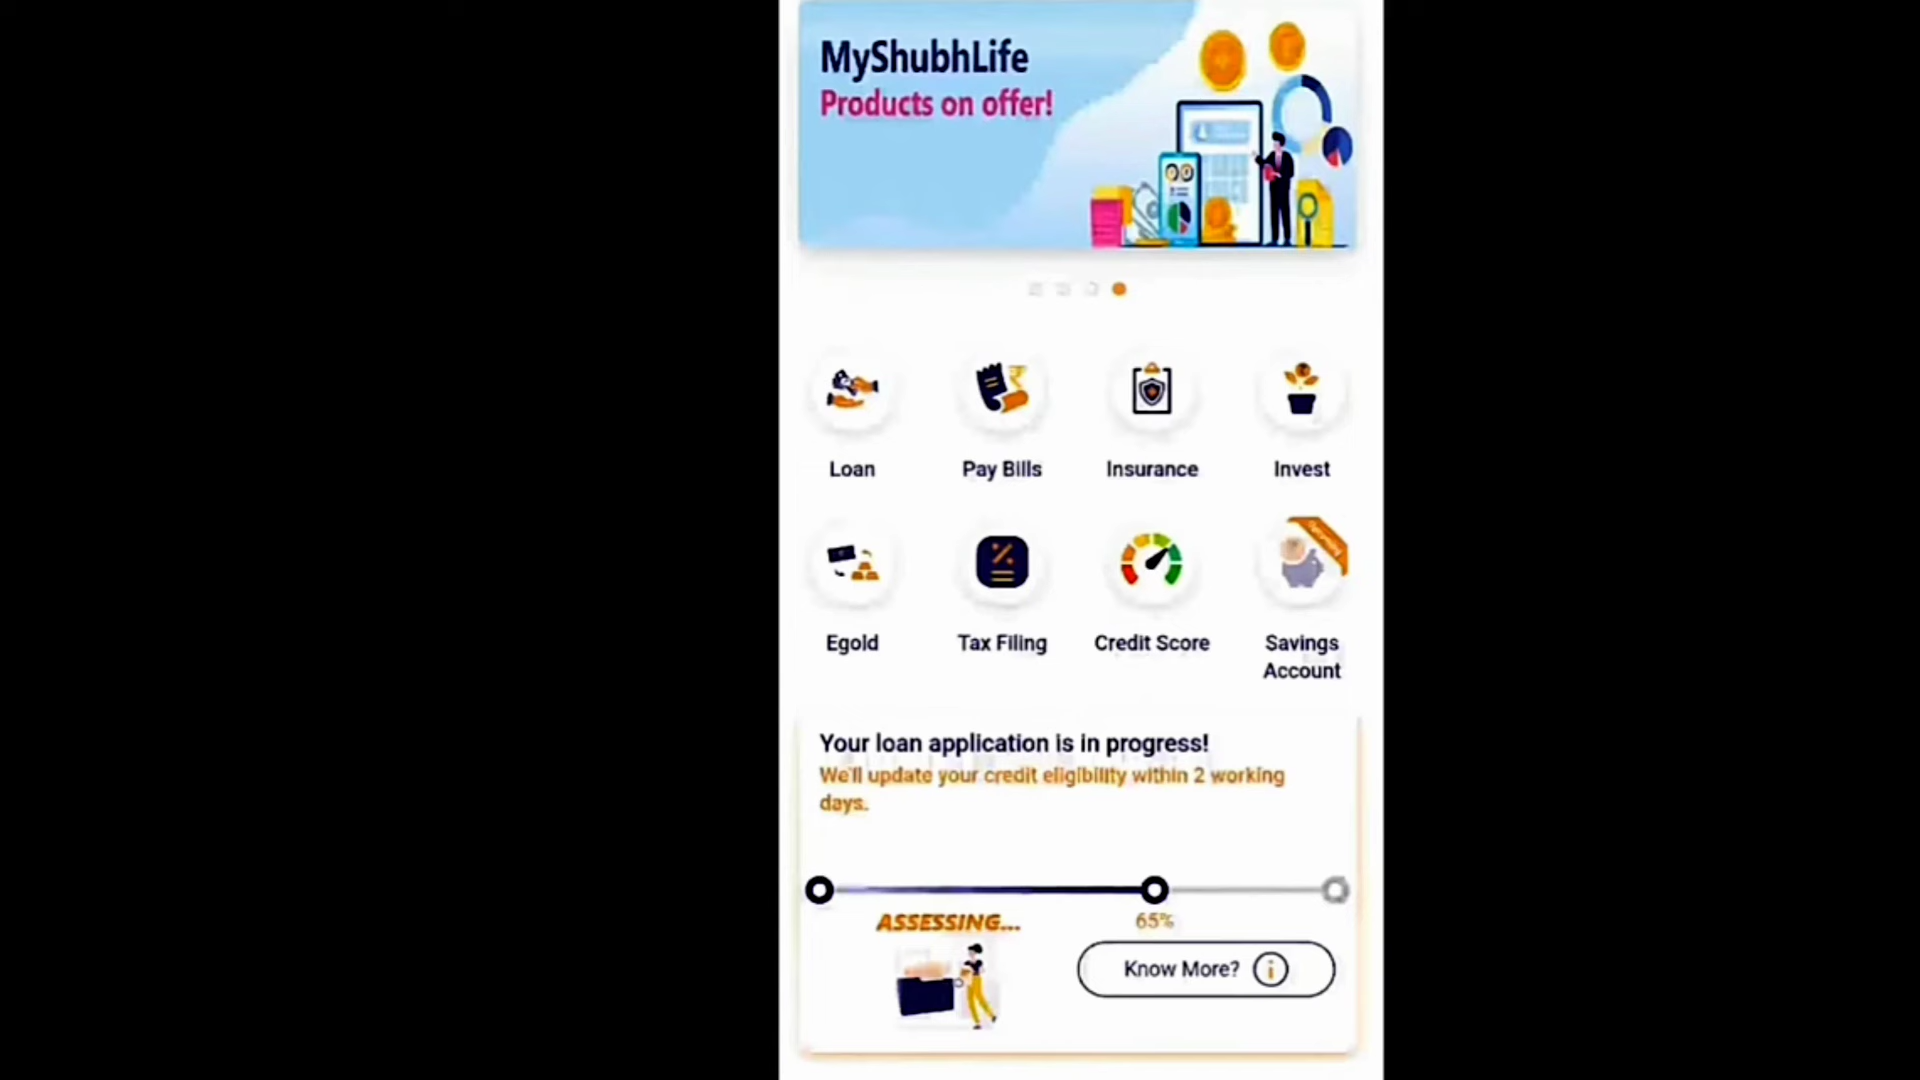 MyShubhLife
Products on offer!
Loan
Pay Bills
Insurance
Invest
Egold
Tax Filing
Credit Score
Savings
Account
Your loan application is in progress!
We'll update your credit eligibility within 2 working
days.
ASSESSING...
65%
Know More?